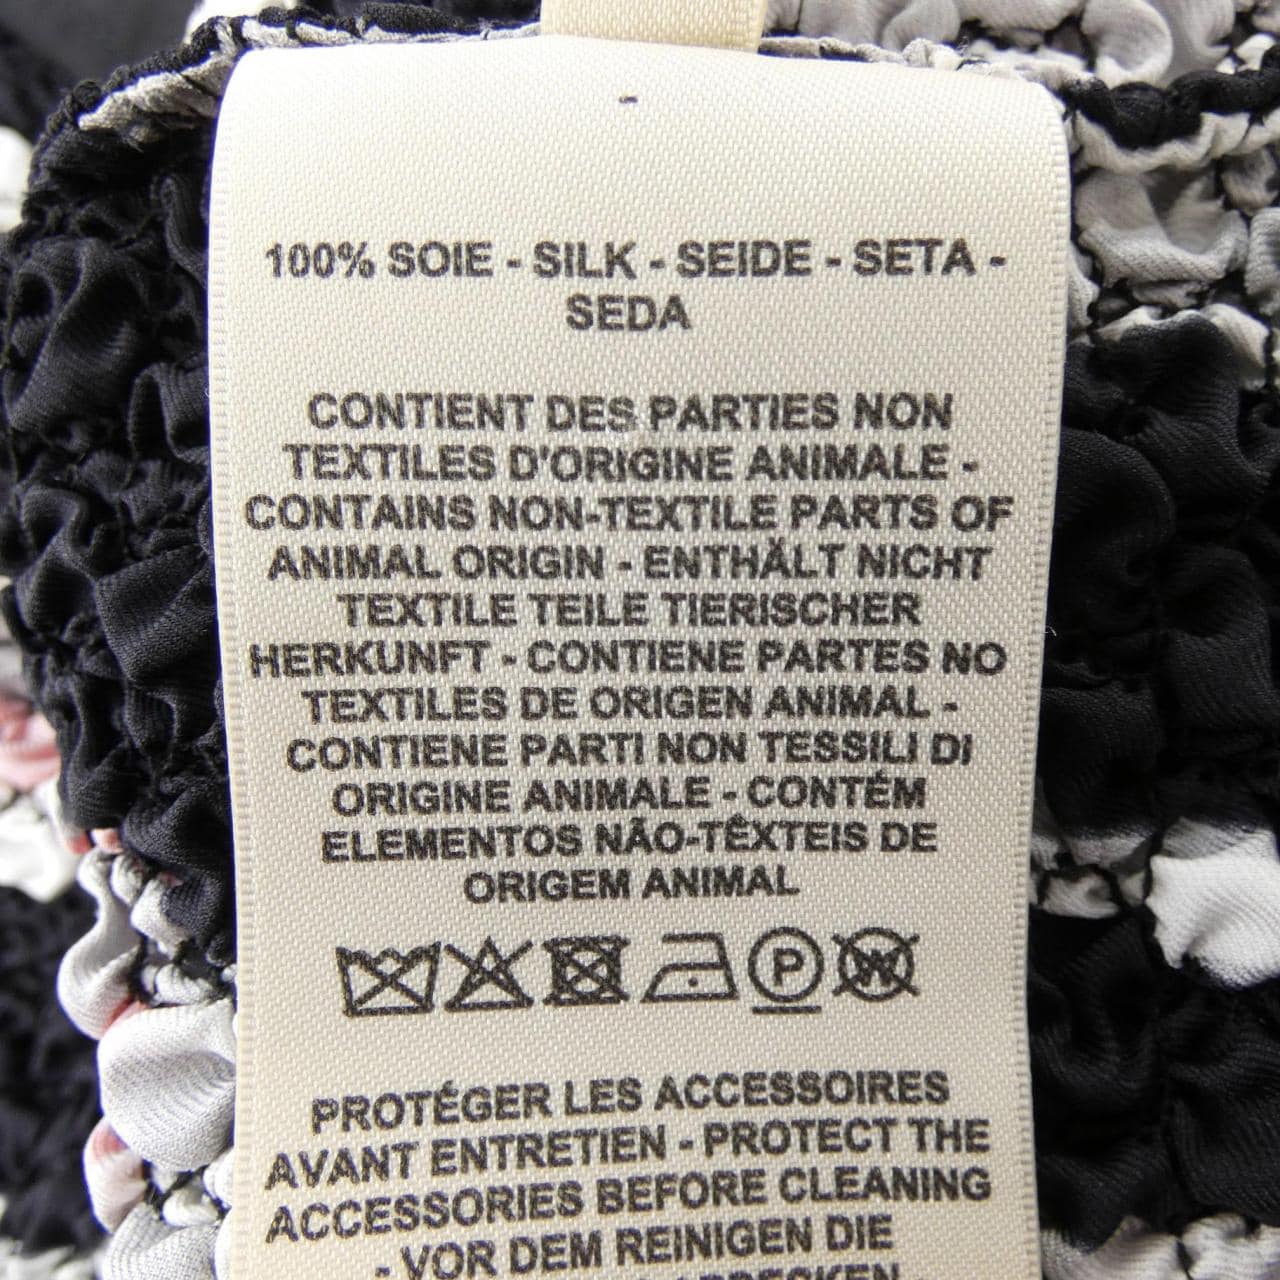 -
100% SOIE - SILK - SEIDE - SETA -
SEDA
CONTIENT DES PARTIES NON
TEXTILES D'ORIGINE ANIMALE -
CONTAINS NON-TEXTILE PARTS OF
ANIMAL ORIGIN - ENTHÄLT NICHT
TEXTILE TEILE TIERISCHER
HERKUNFT - CONTIENE PARTES NO
TEXTILES DE ORIGEN ANIMAL -
CONTIENE PARTI NON TESSILI DI
ORIGINE ANIMALE - CONTÉM
ELEMENTOS NÃO-TÊXTEIS DE
ORIGEM ANIMAL
P W
PROTÉGER LES ACCESSOIRES
AVANT ENTRETIEN - PROTECT THE
ACCESSORIES BEFORE CLEANING
- VOR DEM REINIGEN DIE